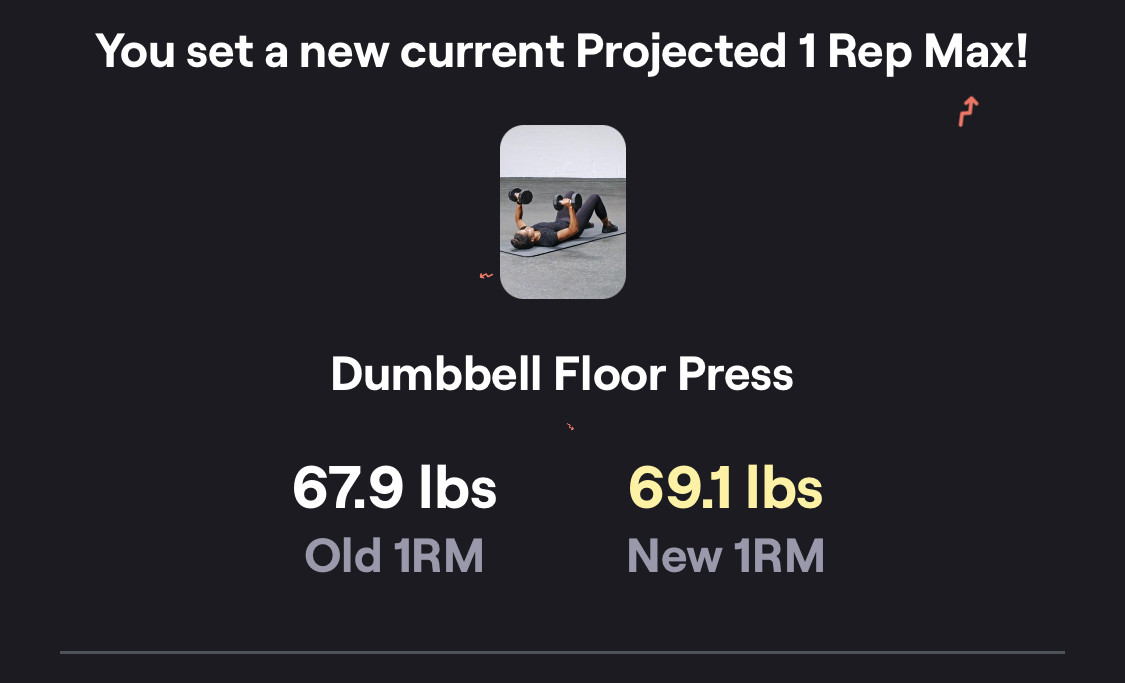 You set a new current Projected 1 Rep Max!
Dumbbell Floor Press
67.9 lbs 69.1 lbs
Old 1RM New 1RM